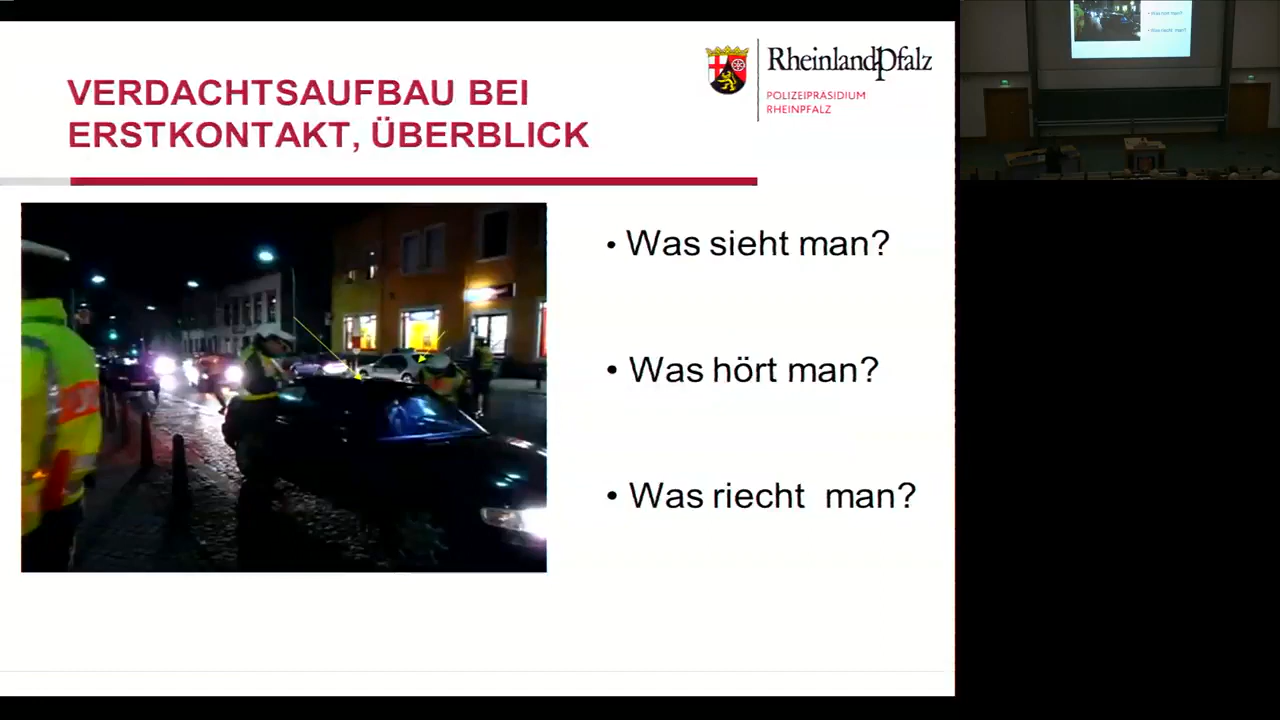 VERDACHTSAUFBAU BEI
ERSTKONTAKT, ÜBERBLICK
RheinlandPfalz
POLIZEIPRÄSIDIUM
RHEINPFALZ
• Was sieht man?
• Was hört man?
• Was riecht man?